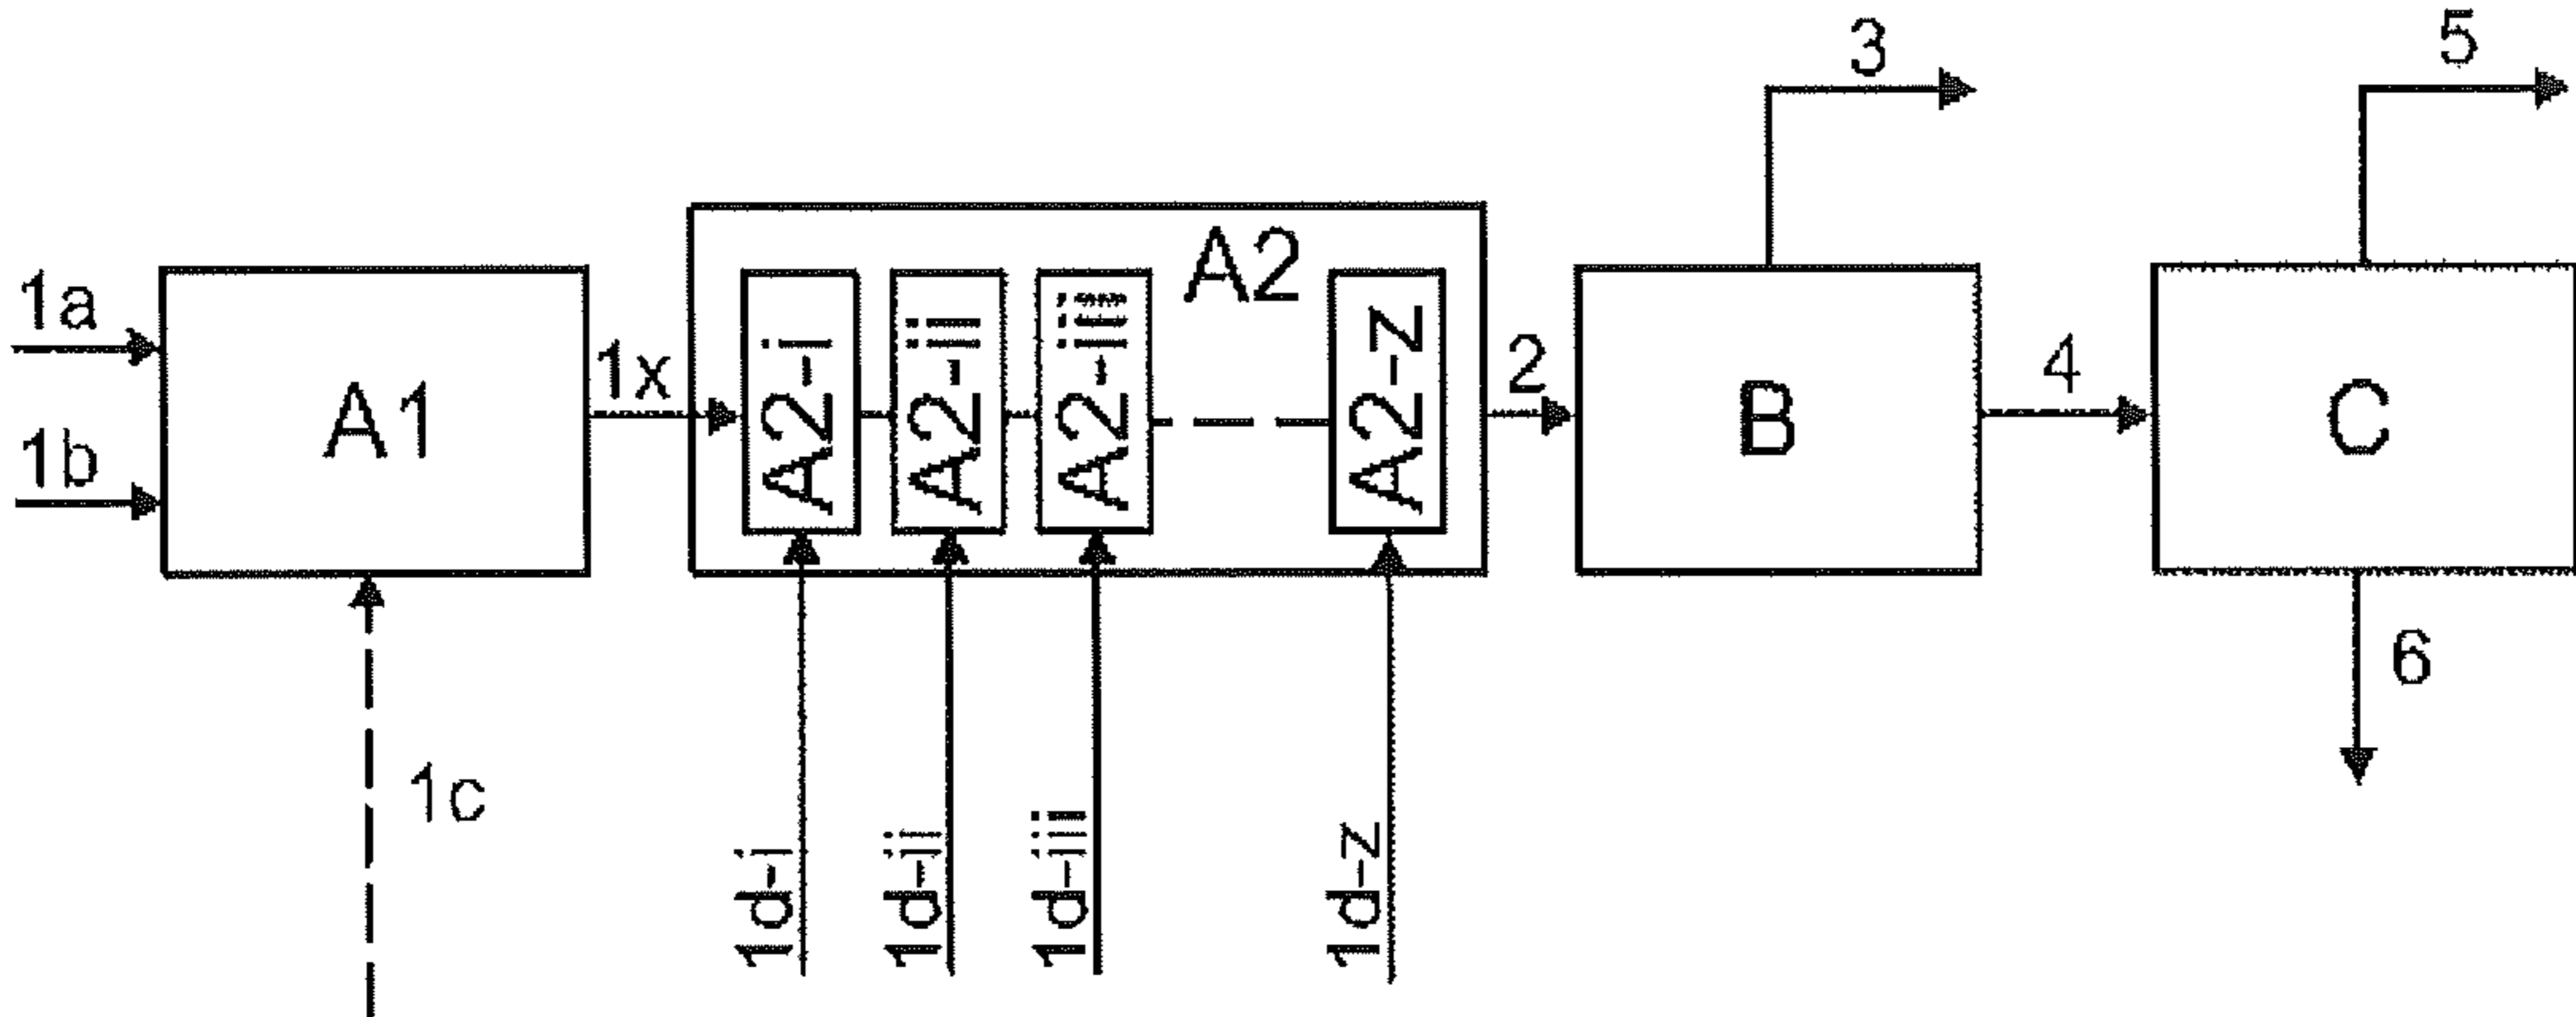 3
5
A2
1a
1b
A1
1x
A2-i
A2-ii
A2-iii
A2-z
2
B
4
C
6
1c
1d-i
1d-ii
1d-iii
1d-z